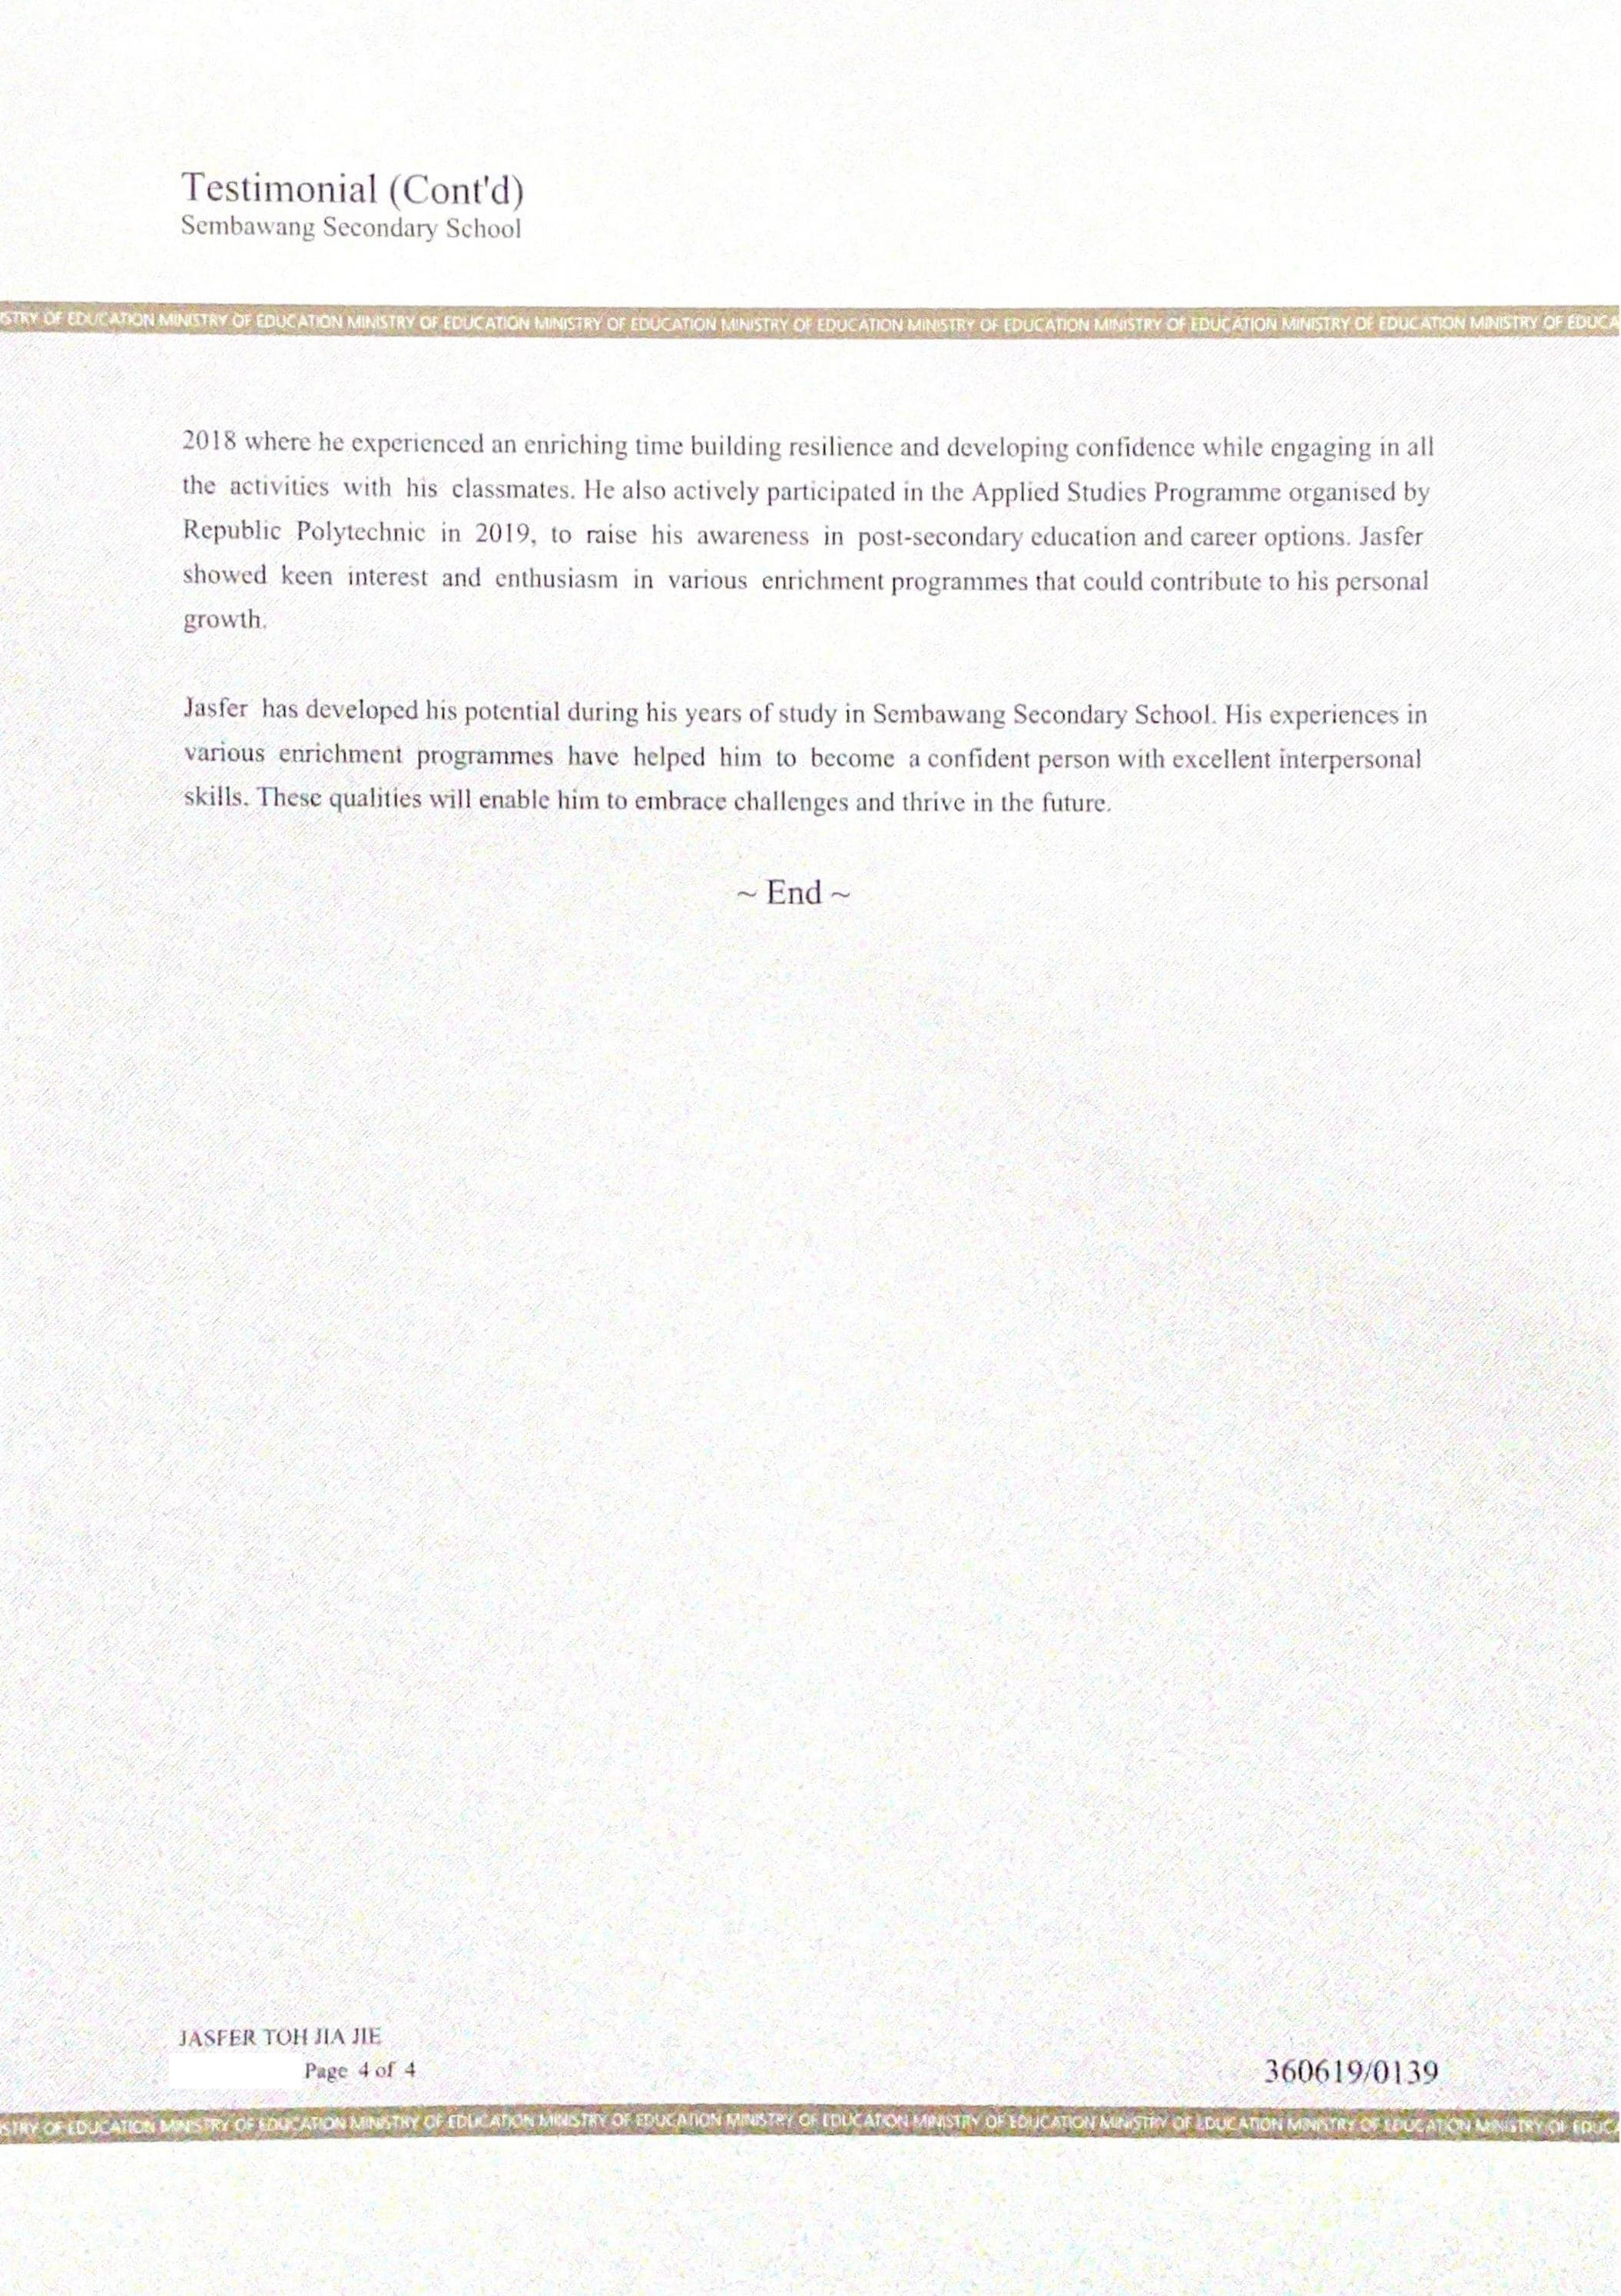 Testimonial (Cont'd)
Sembawang Secondary School
ISTRY OF EDUCATION MINISTRY OF EDUCATION MINISTRY OF EDUCATION MINISTRY OF EDUCATION MINISTRY OF EDUCATION MINISTRY OF EDUCATION MINISTRY OF EDUCATION MINISTRY OF EDUCATION MINISTRY OF EDUCA
2018 where he experienced an enriching time building resilience and developing confidence while engaging in all
the activities with his classmates. He also actively participated in the Applied Studies Programme organised by
Republic Polytechnic in 2019, to raise his awareness in post-secondary education and career options. Jasfer
showed keen interest and enthusiasm in various enrichment programmes that could contribute to his personal
growth.
Jasfer has developed his potential during his years of study in Sembawang Secondary School. His experiences in
various enrichment programmes have helped him to become a confident person with excellent interpersonal
skills. These qualities will enable him to embrace challenges and thrive in the future.
~ End ~
JASFER TOH JIA JIE
Page 4 of 4
360619/0139
ISTRY OF EDUCATION MINISTRY OF EDUCATION MINISTRY OF EDUCATION MINISTRY OF EDUCATION MINISTRY OF EDUCATION MINISTRY OF EDUCATION MINISTRY OF EDUCATION MINISTRY OF EDUCATION MINISTRY OF EDUCA